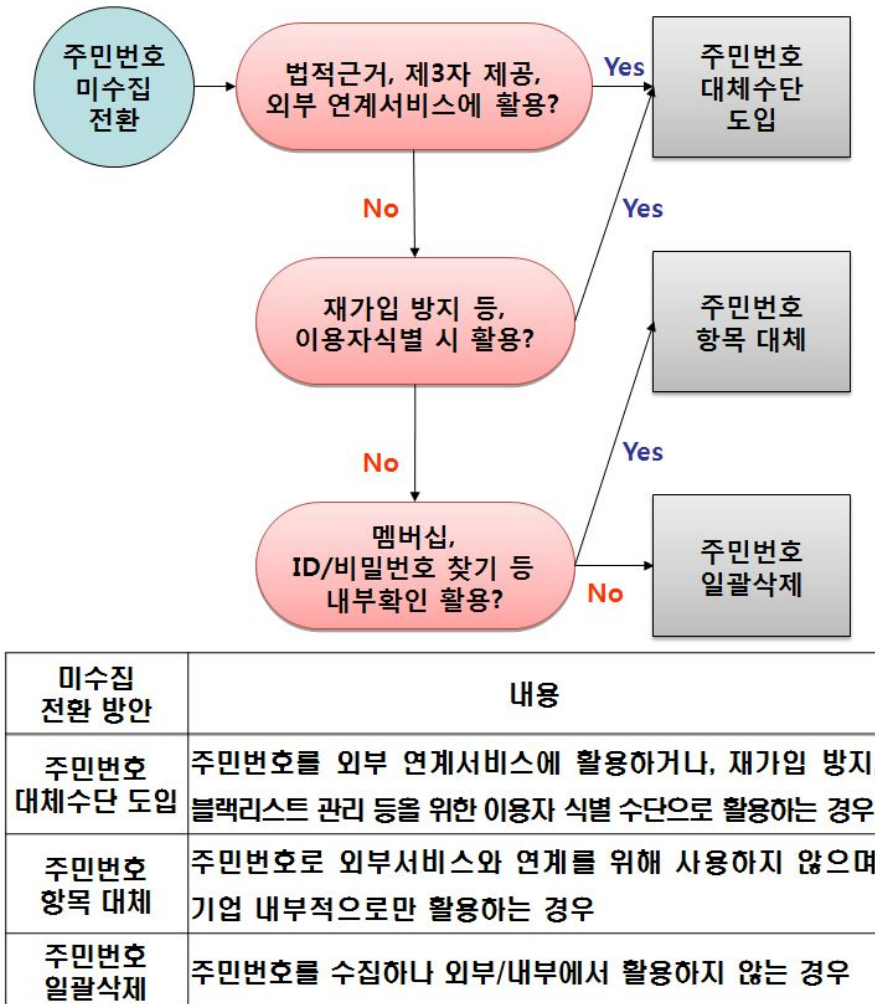 주민번호
미수집
전환
법적근거, 제3자 제공,
외부 연계서비스에 활용?
Yes
주민번호
대체수단
도입
No
Yes
재가입 방지 등,
이용자식별 시 활용?
주민번호
항목 대체
No
Yes
멤버십,
ID/비밀번호 찾기 등
내부확인 활용?
No
주민번호
일괄삭제
미수집
전환 방안
내용
주민번호
대체수단 도입
주민번호를 외부 연계서비스에 활용하거나, 재가입 방지,
블랙리스트 관리 등을 위한 이용자 식별 수단으로 활용하는 경우
주민번호
항목 대체
주민번호로 외부서비스와 연계를 위해 사용하지 않으며
기업 내부적으로만 활용하는 경우
주민번호
일괄삭제
주민번호를 수집하나 외부/내부에서 활용하지 않는 경우